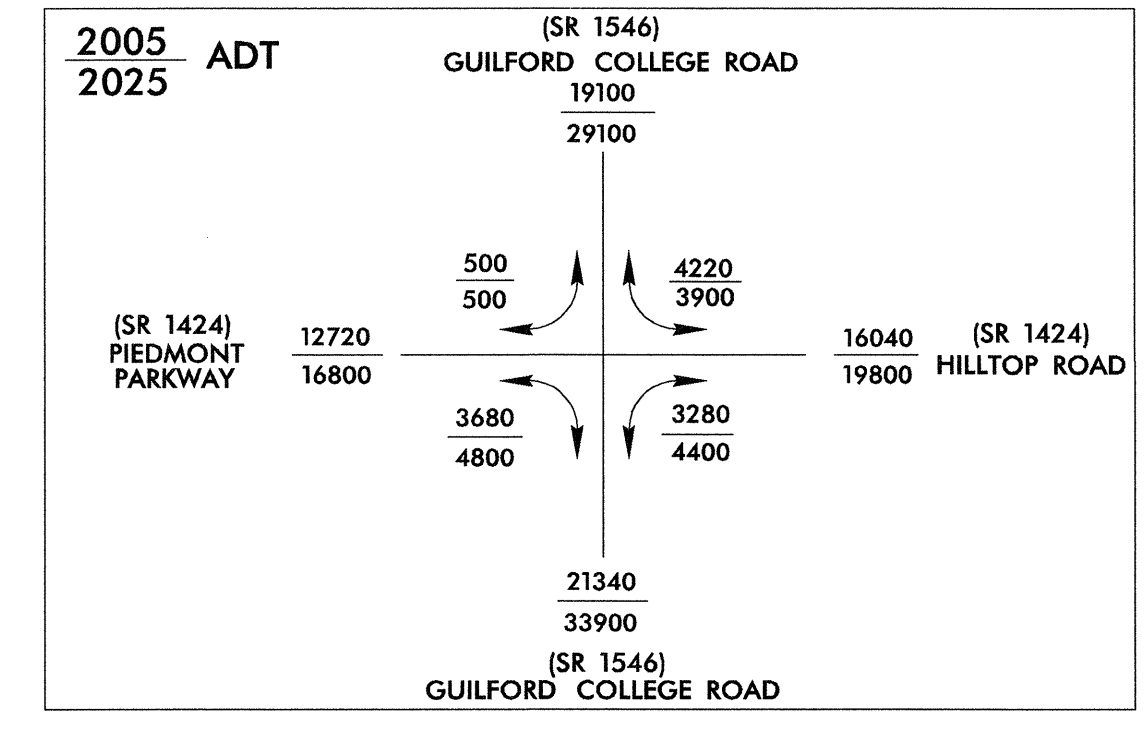 2005
2025
ADT
(SR 1546)
GUILFORD COLLEGE ROAD
19100
29100
500
500
4220
3900
(SR 1424)
PIEDMONT
PARKWAY
12720
16800
16040
19800
(SR 1424)
HILLTOP ROAD
3680
4800
3280
4400
21340
33900
(SR 1546)
GUILFORD COLLEGE ROAD